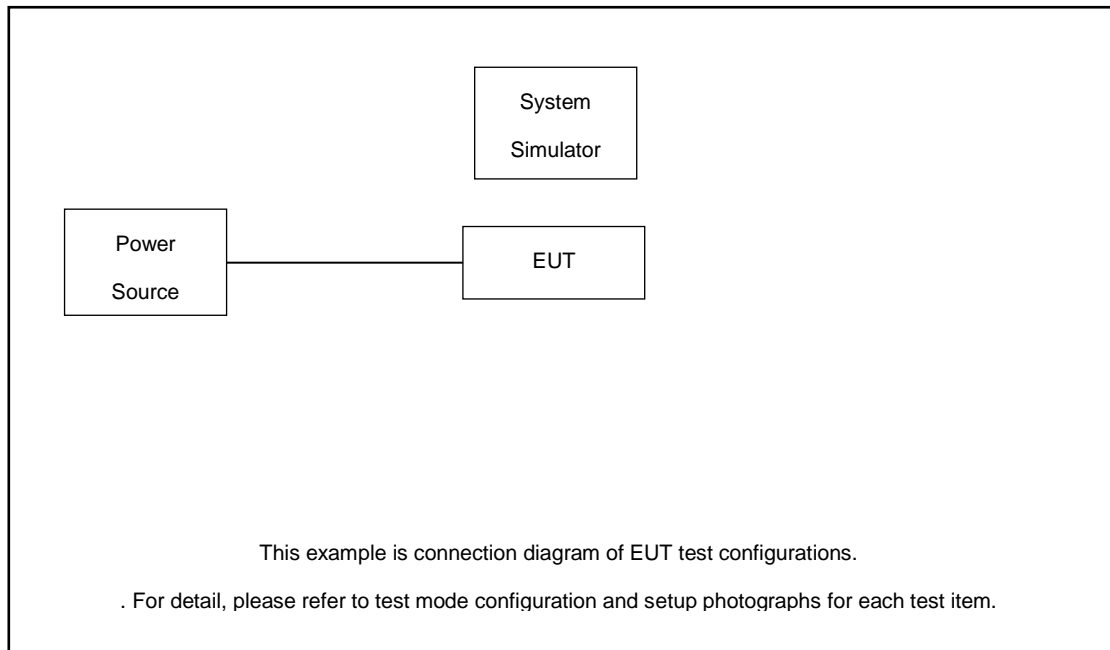 System
Simulator
Power
Source
EUT
This example is connection diagram of EUT test configurations.
. For detail, please refer to test mode configuration and setup photographs for each test item.